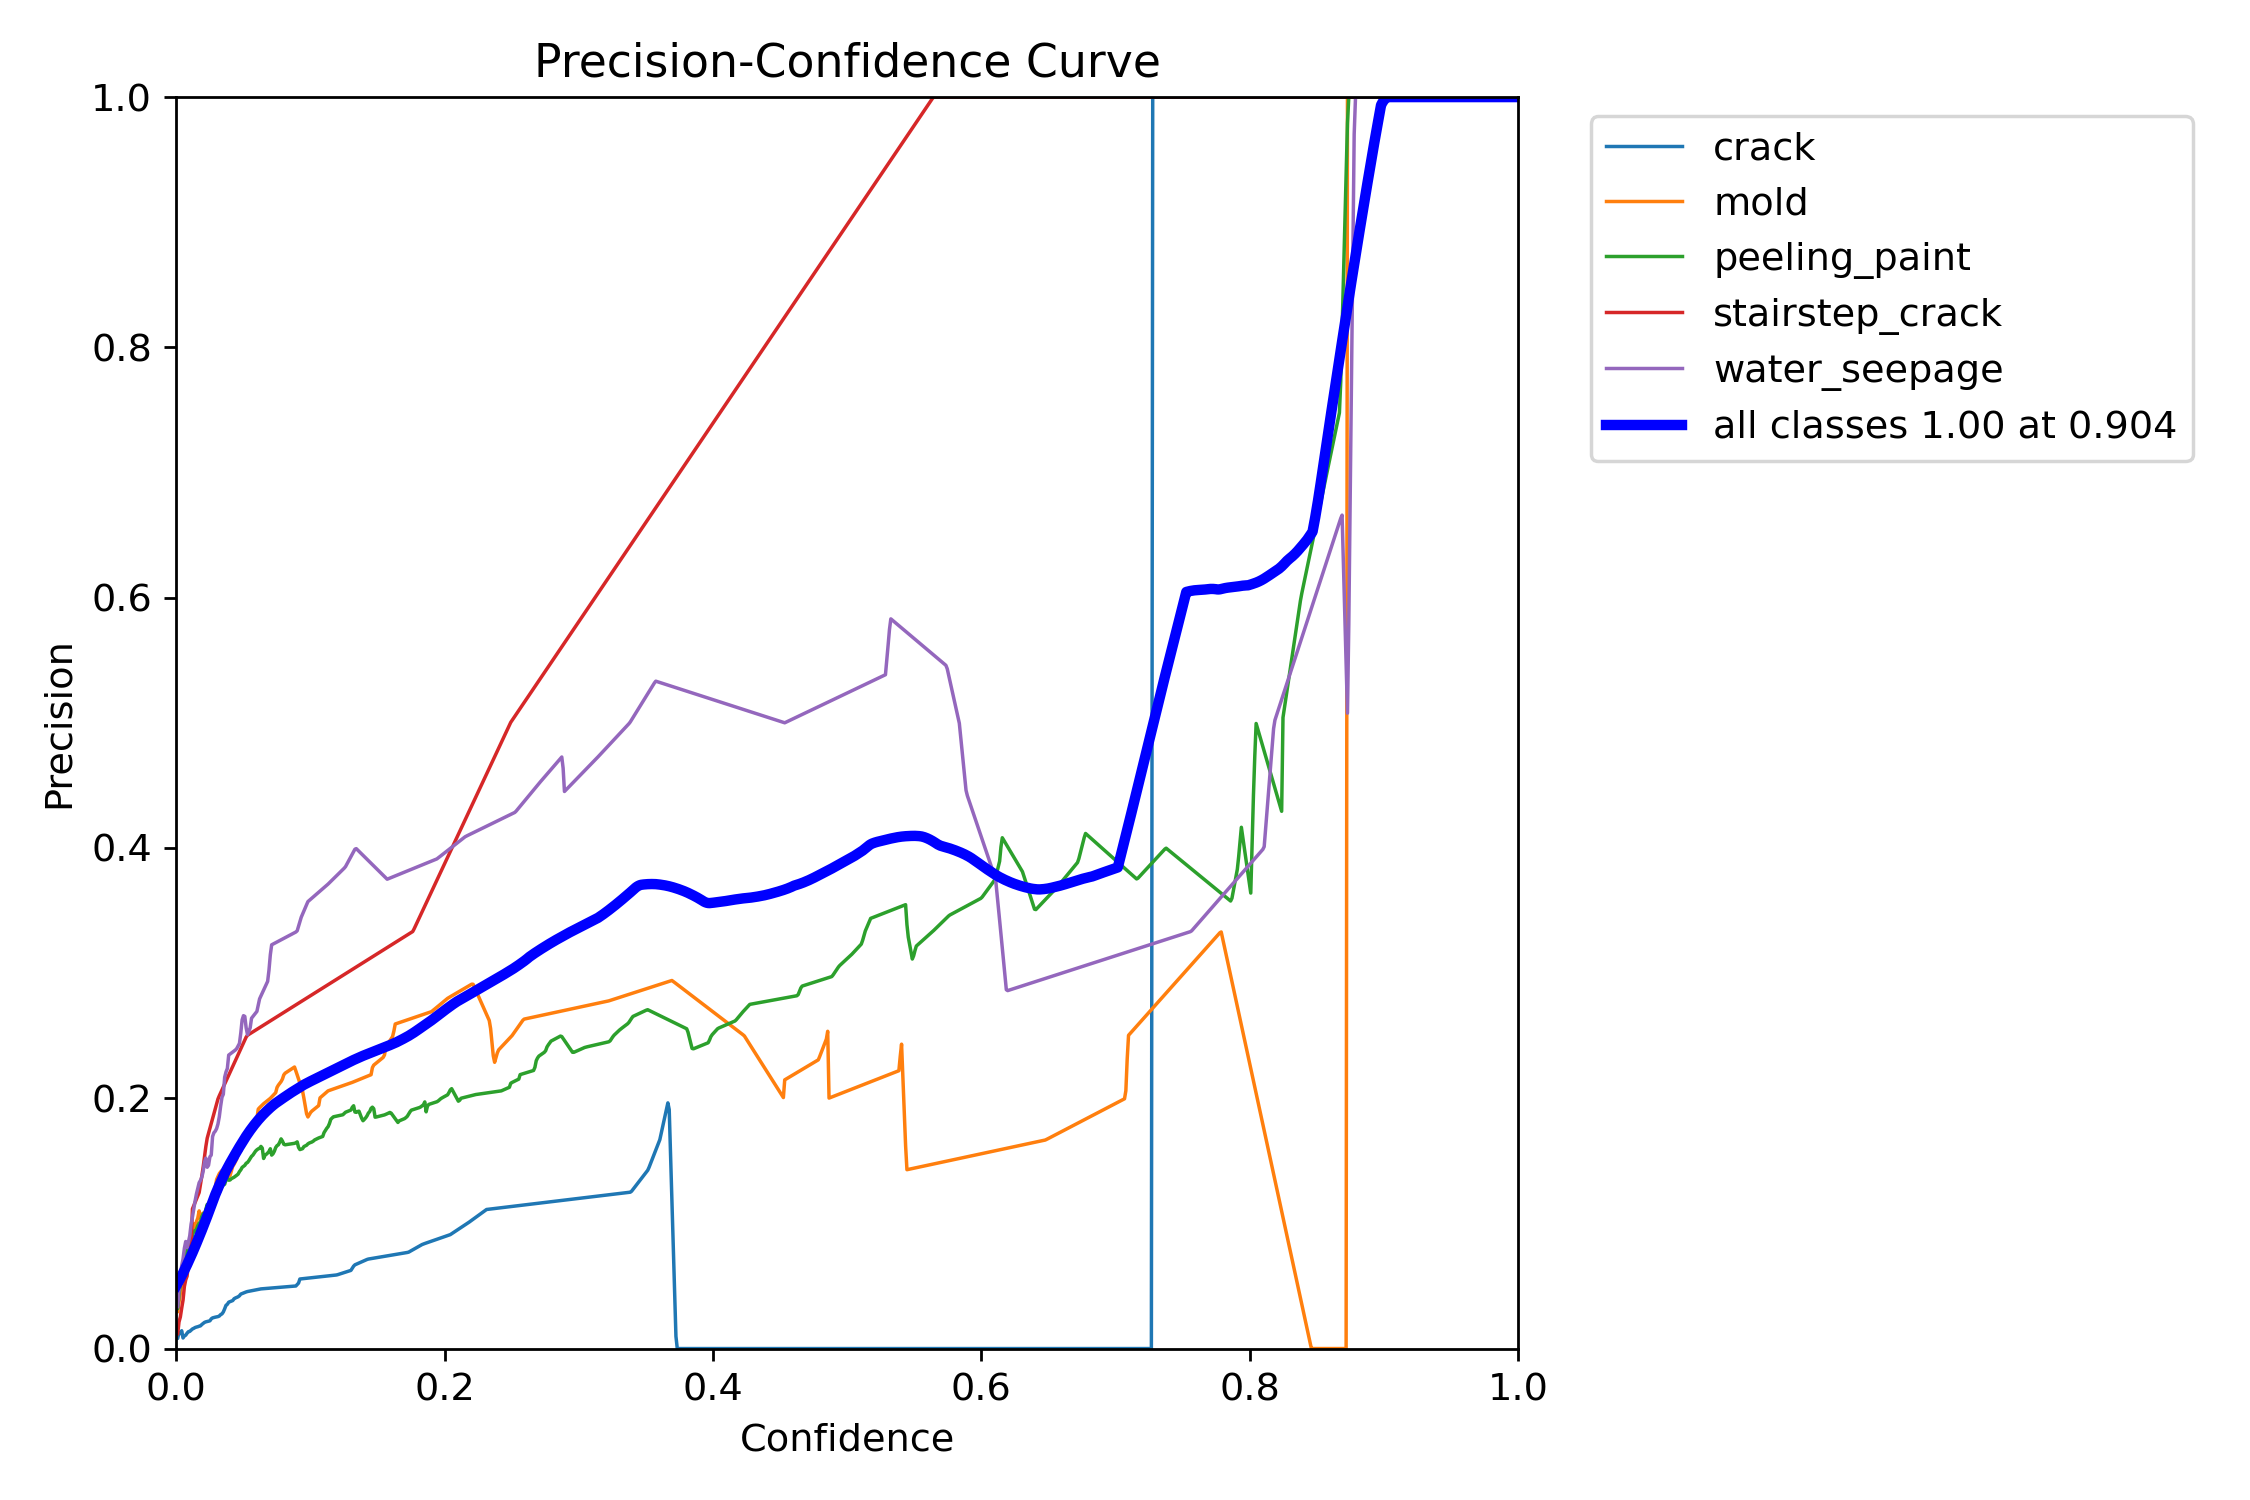 Precision-Confidence Curve
1.0
0.8
0.6
0.4
0.2
0.0
Precision
0.0 0.2 0.4 0.6 0.8 1.0
Confidence
crack
mold
peeling_paint
stairstep_crack
water_seepage
all classes 1.00 at 0.904